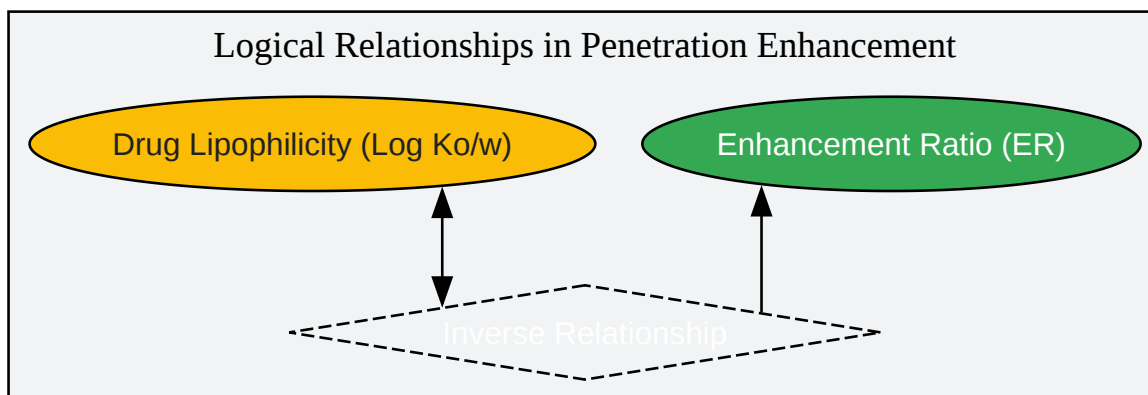 Logical Relationships in Penetration Enhancement
Drug Lipophilicity (Log Ko/w)
Enhancement Ratio (ER)
Inverse Relationship